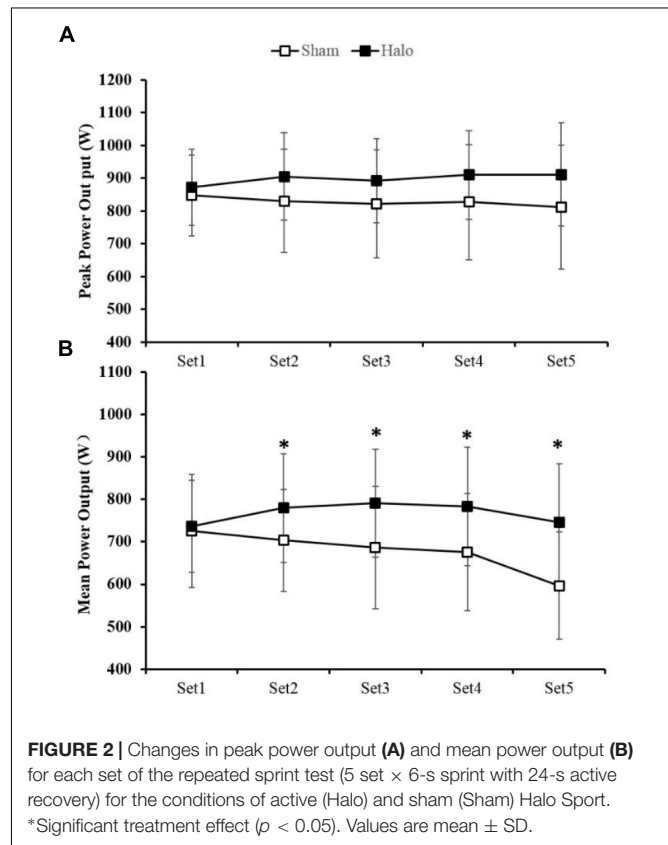 A
Sham Halo
1200
1100
1000
900
800
700
600
500
400
Peak Power Out put (W)
Set1 Set2 Set3 Set4 Set5
B
1100
1000
900
800
700
600
500
400
Mean Power Output (W)
* * * *
Set1 Set2 Set3 Set4 Set5
FIGURE 2 | Changes in peak power output (A) and mean power output (B)
for each set of the repeated sprint test (5 set × 6-s sprint with 24-s active
recovery) for the conditions of active (Halo) and sham (Sham) Halo Sport.
*Significant treatment effect (p < 0.05). Values are mean ± SD.